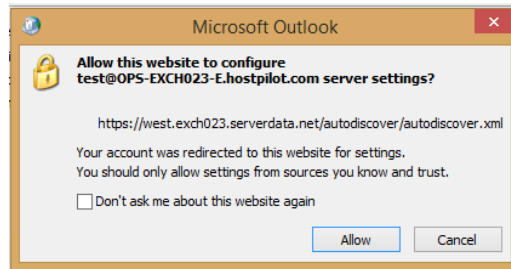 Microsoft Outlook
Allow this website to configure
test@OPS-EXCH023-E.hostpilot.com server settings?
https://west.exch023.serverdata.net/autodiscover/autodiscover.xml
Your account was redirected to this website for settings.
You should only allow settings from sources you know and trust.
Don't ask me about this website again
Allow Cancel